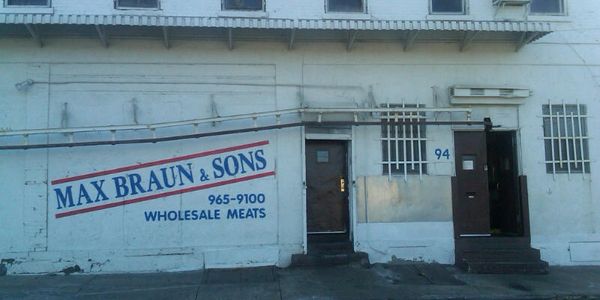 MAX BRAUN & SONS
965-9100
WHOLESALE MEATS
94